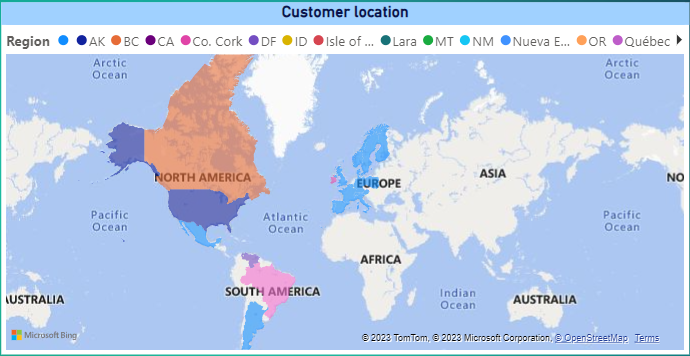 Customer location
Region AK BC CA Co. Cork DF ID Isle of ... Lara MT NM Nueva E... OR Québec
Arctic Ocean
Arctic Ocean
NORTH AMERICA
EUROPE
ASIA
NO
Pacific Ocean
Atlantic Ocean
Pacific Ocean
AFRICA
SOUTH AMERICA
Indian Ocean
AUSTRALIA
AUSTRALIA
Microsoft Bing
© 2023 TomTom, © 2023 Microsoft Corporation, © OpenStreetMap Terms